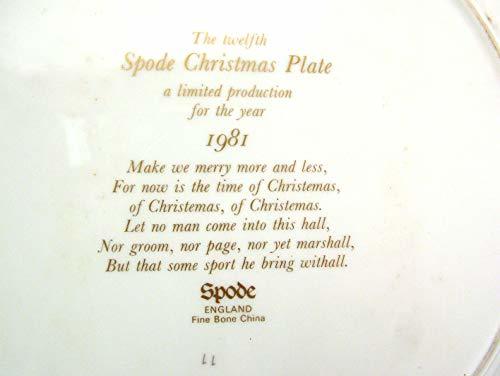 The twelfth
Spode Christmas Plate
a limited production
for the year
1981
Make we merry more and less,
For now is the time of Christmas,
of Christmas, of Christmas.
Let no man come into this hall,
Nor groom, nor page, nor yet marshall,
But that some sport he bring withall.
Spode
ENGLAND
Fine Bone China
11